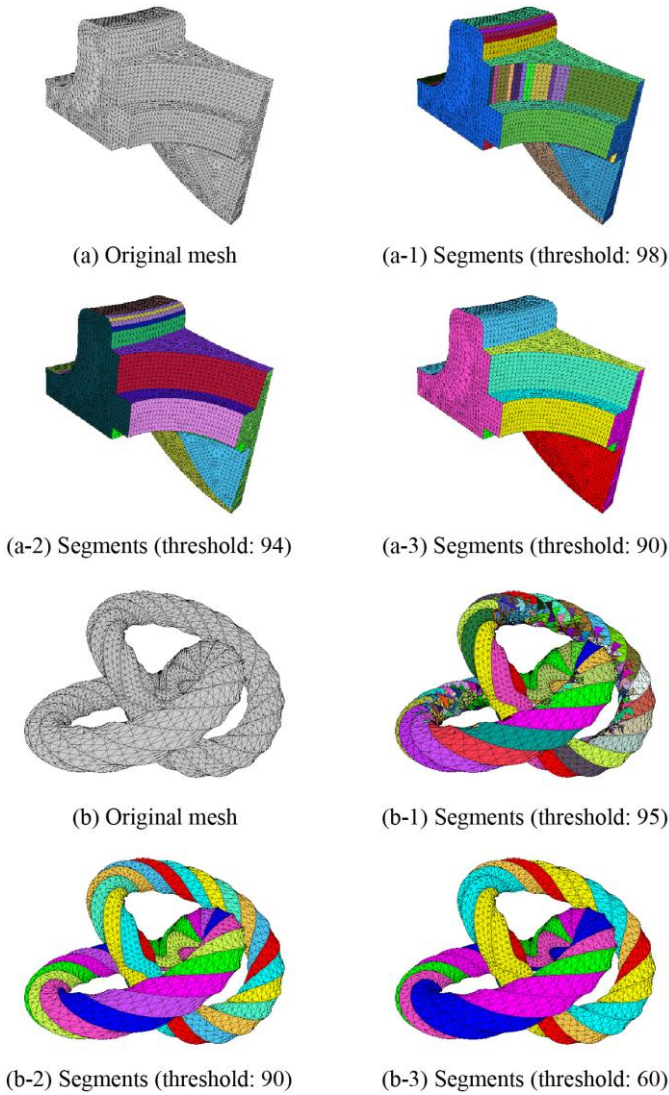 (a) Original mesh
(a-1) Segments (threshold: 98)
(a-2) Segments (threshold: 94)
(a-3) Segments (threshold: 90)
(b) Original mesh
(b-1) Segments (threshold: 95)
(b-2) Segments (threshold: 90)
(b-3) Segments (threshold: 60)